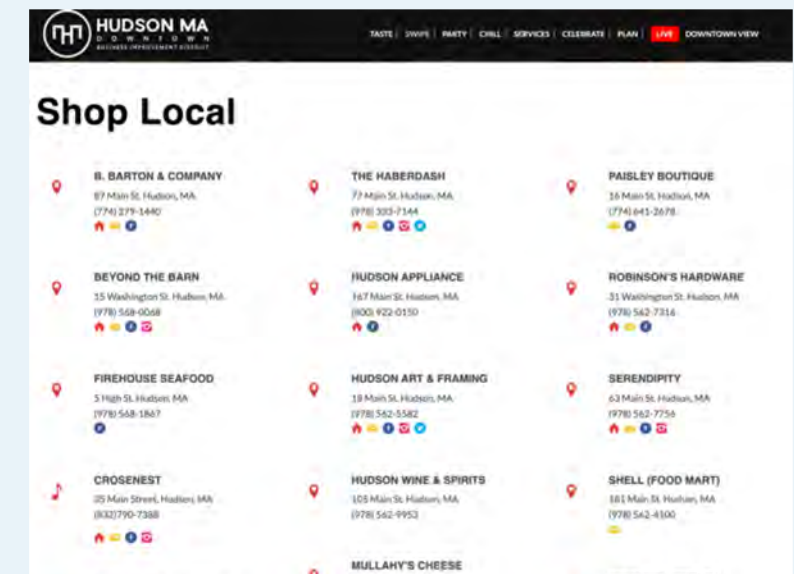 HUDSON MA
DOWNTOWN
BUSINESS IMPROVEMENT DISTRICT
TASTE | SWIPE | PARTY | CHILL | SERVICES | CELEBRATE | PLAN | LIVE DOWNTOWN VIEW
Shop Local
B. BARTON & COMPANY
87 Main St. Hudson, MA
(774) 279-1440
THE HABERDASH
77 Main St. Hudson, MA
(978) 333-7144
PAISLEY BOUTIQUE
16 Main St. Hudson, MA
(774) 641-2678
BEYOND THE BARN
15 Washington St. Hudson, MA
(978) 568-0068
HUDSON APPLIANCE
167 Main St. Hudson, MA
(800) 922-0150
ROBINSON'S HARDWARE
31 Washington St. Hudson, MA
(978) 562-7316
FIREHOUSE SEAFOOD
5 High St. Hudson, MA
(978) 568-1867
HUDSON ART & FRAMING
18 Main St. Hudson, MA
(978) 562-5582
SERENDIPITY
63 Main St. Hudson, MA
(978) 562-7756
CROSENEST
35 Main Street, Hudson, MA
(832)790-7388
HUDSON WINE & SPIRITS
105 Main St. Hudson, MA
(978) 562-9953
SHELL (FOOD MART)
161 Main St. Hudson, MA
(978) 562-4100
MULLAHY'S CHEESE